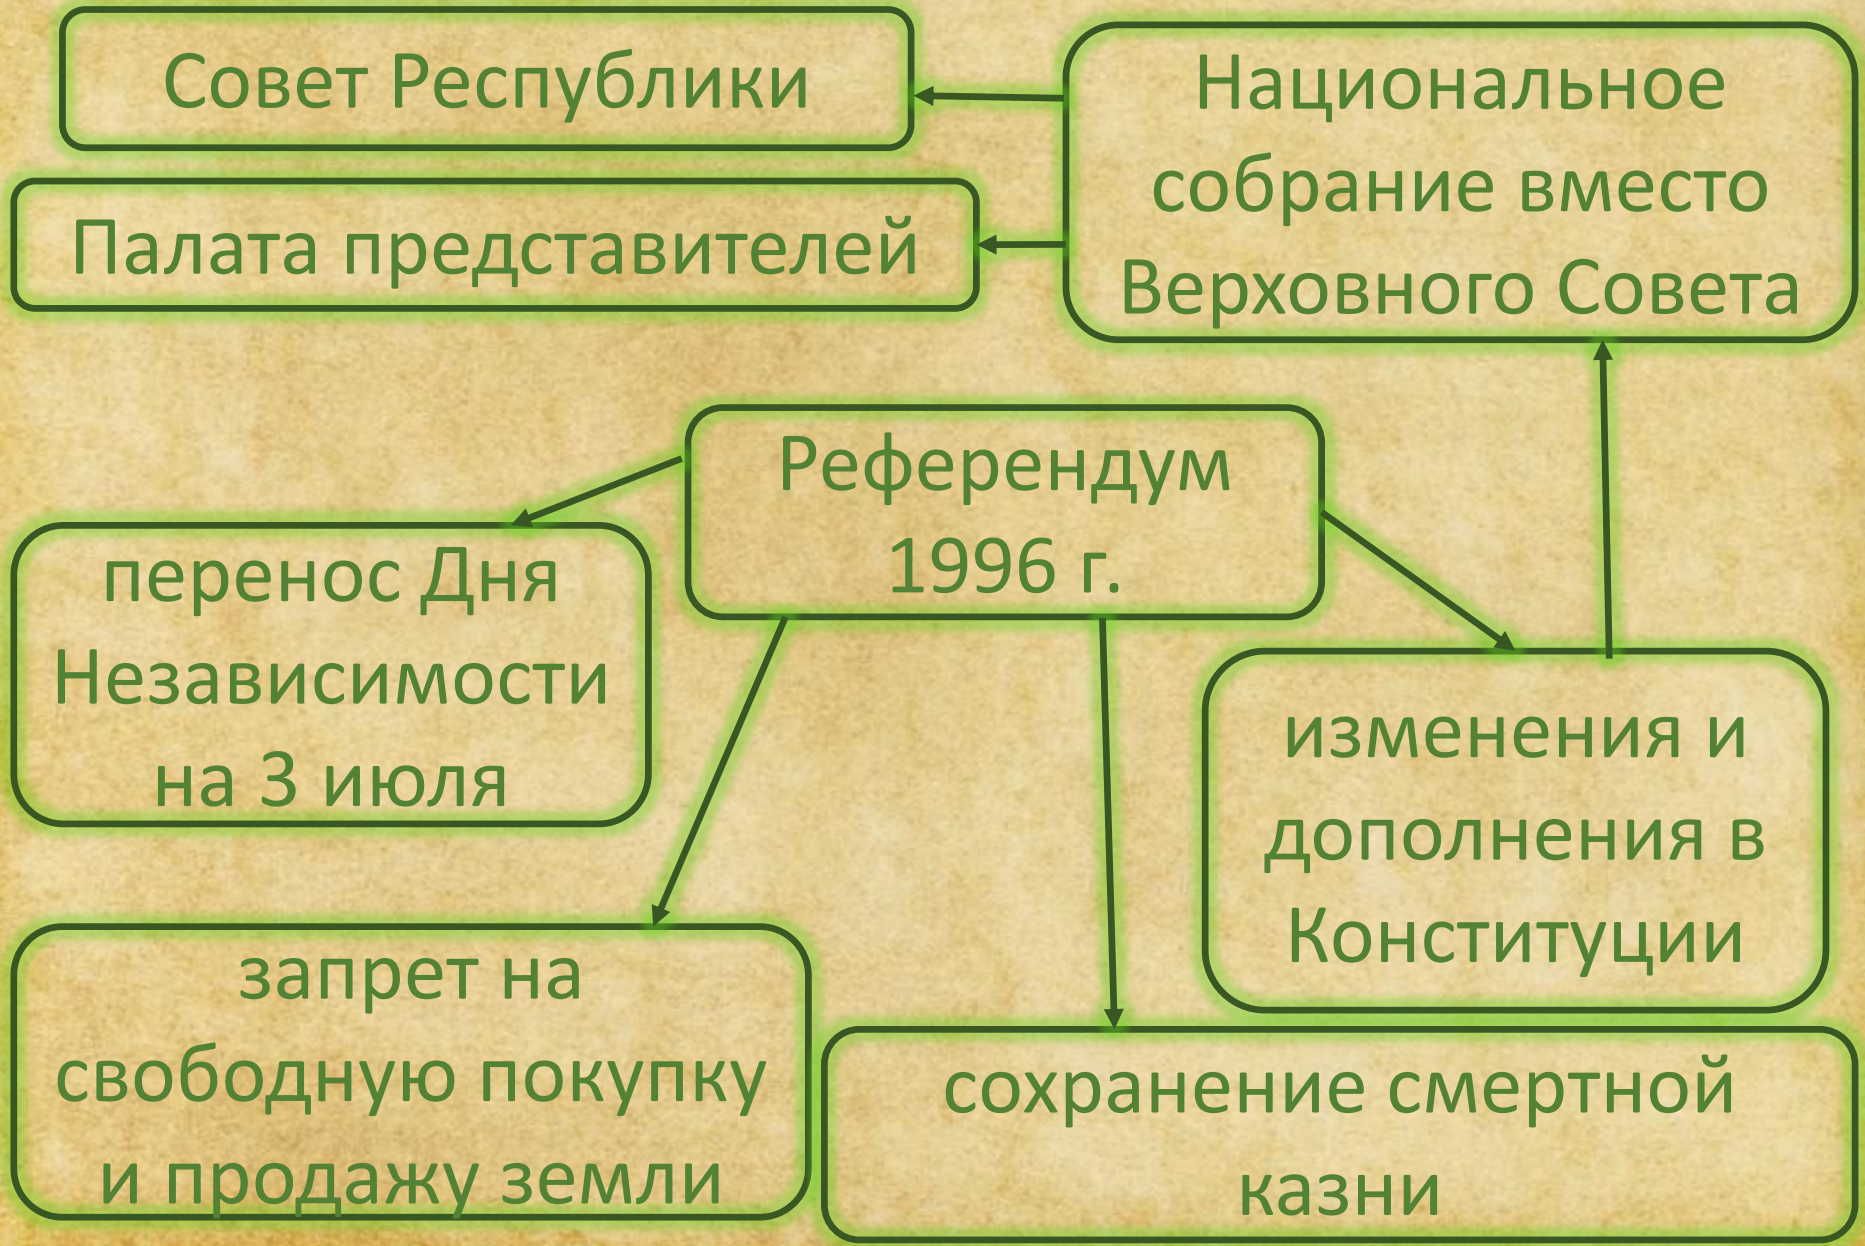 Совет Республики
Палата представителей
Национальное
собрание вместо
Верховного Совета
Референдум
1996 г.
перенос Дня
Независимости
на 3 июля
изменения и
дополнения в
Конституции
запрет на
свободную покупку
и продажу земли
сохранение смертной
казни